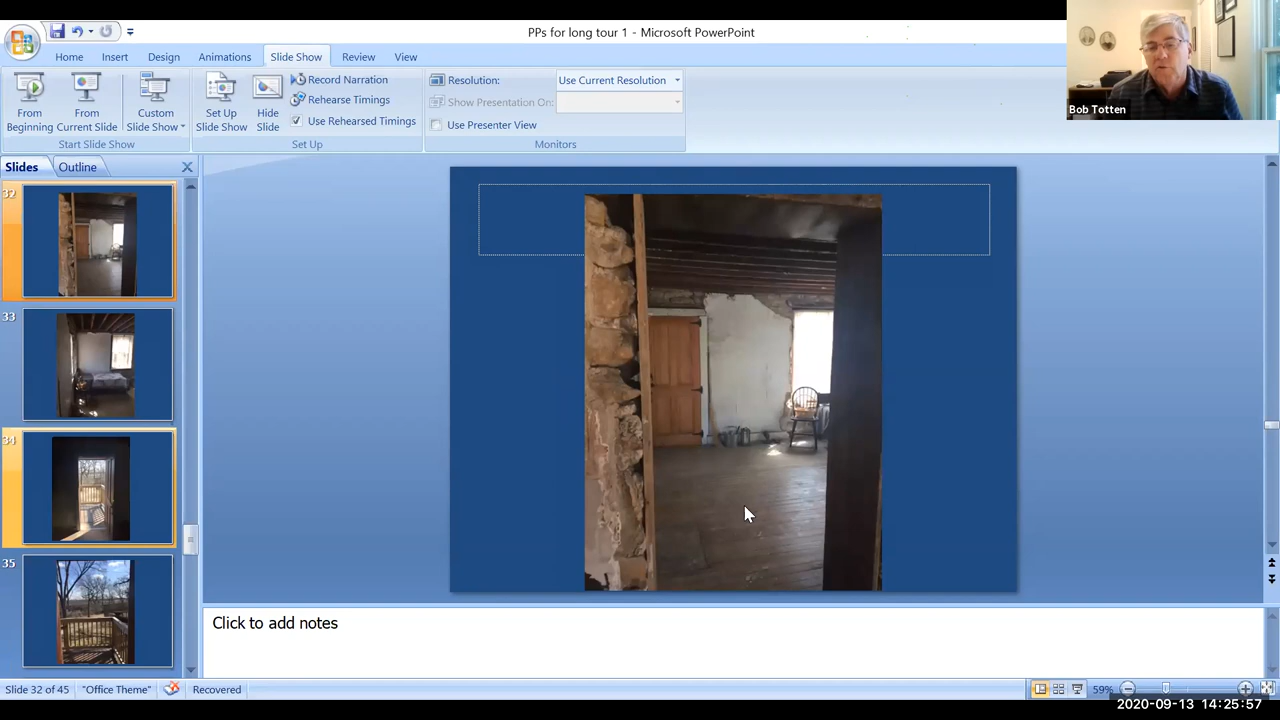 PPs for long tour 1 - Microsoft PowerPoint
Home Insert Design Animations Slide Show Review View
From Beginning
From Current Slide
Custom Slide Show
Start Slide Show
Set Up Slide Show
Hide Slide
Record Narration
Rehearse Timings
Use Rehearsed Timings
Set Up
Resolution: Use Current Resolution
Show Presentation On:
Use Presenter View
Monitors
Bob Totten
Slides Outline
32
33
34
35
Click to add notes
Slide 32 of 45 "Office Theme" Recovered 59%
2020-09-13 14:25:57